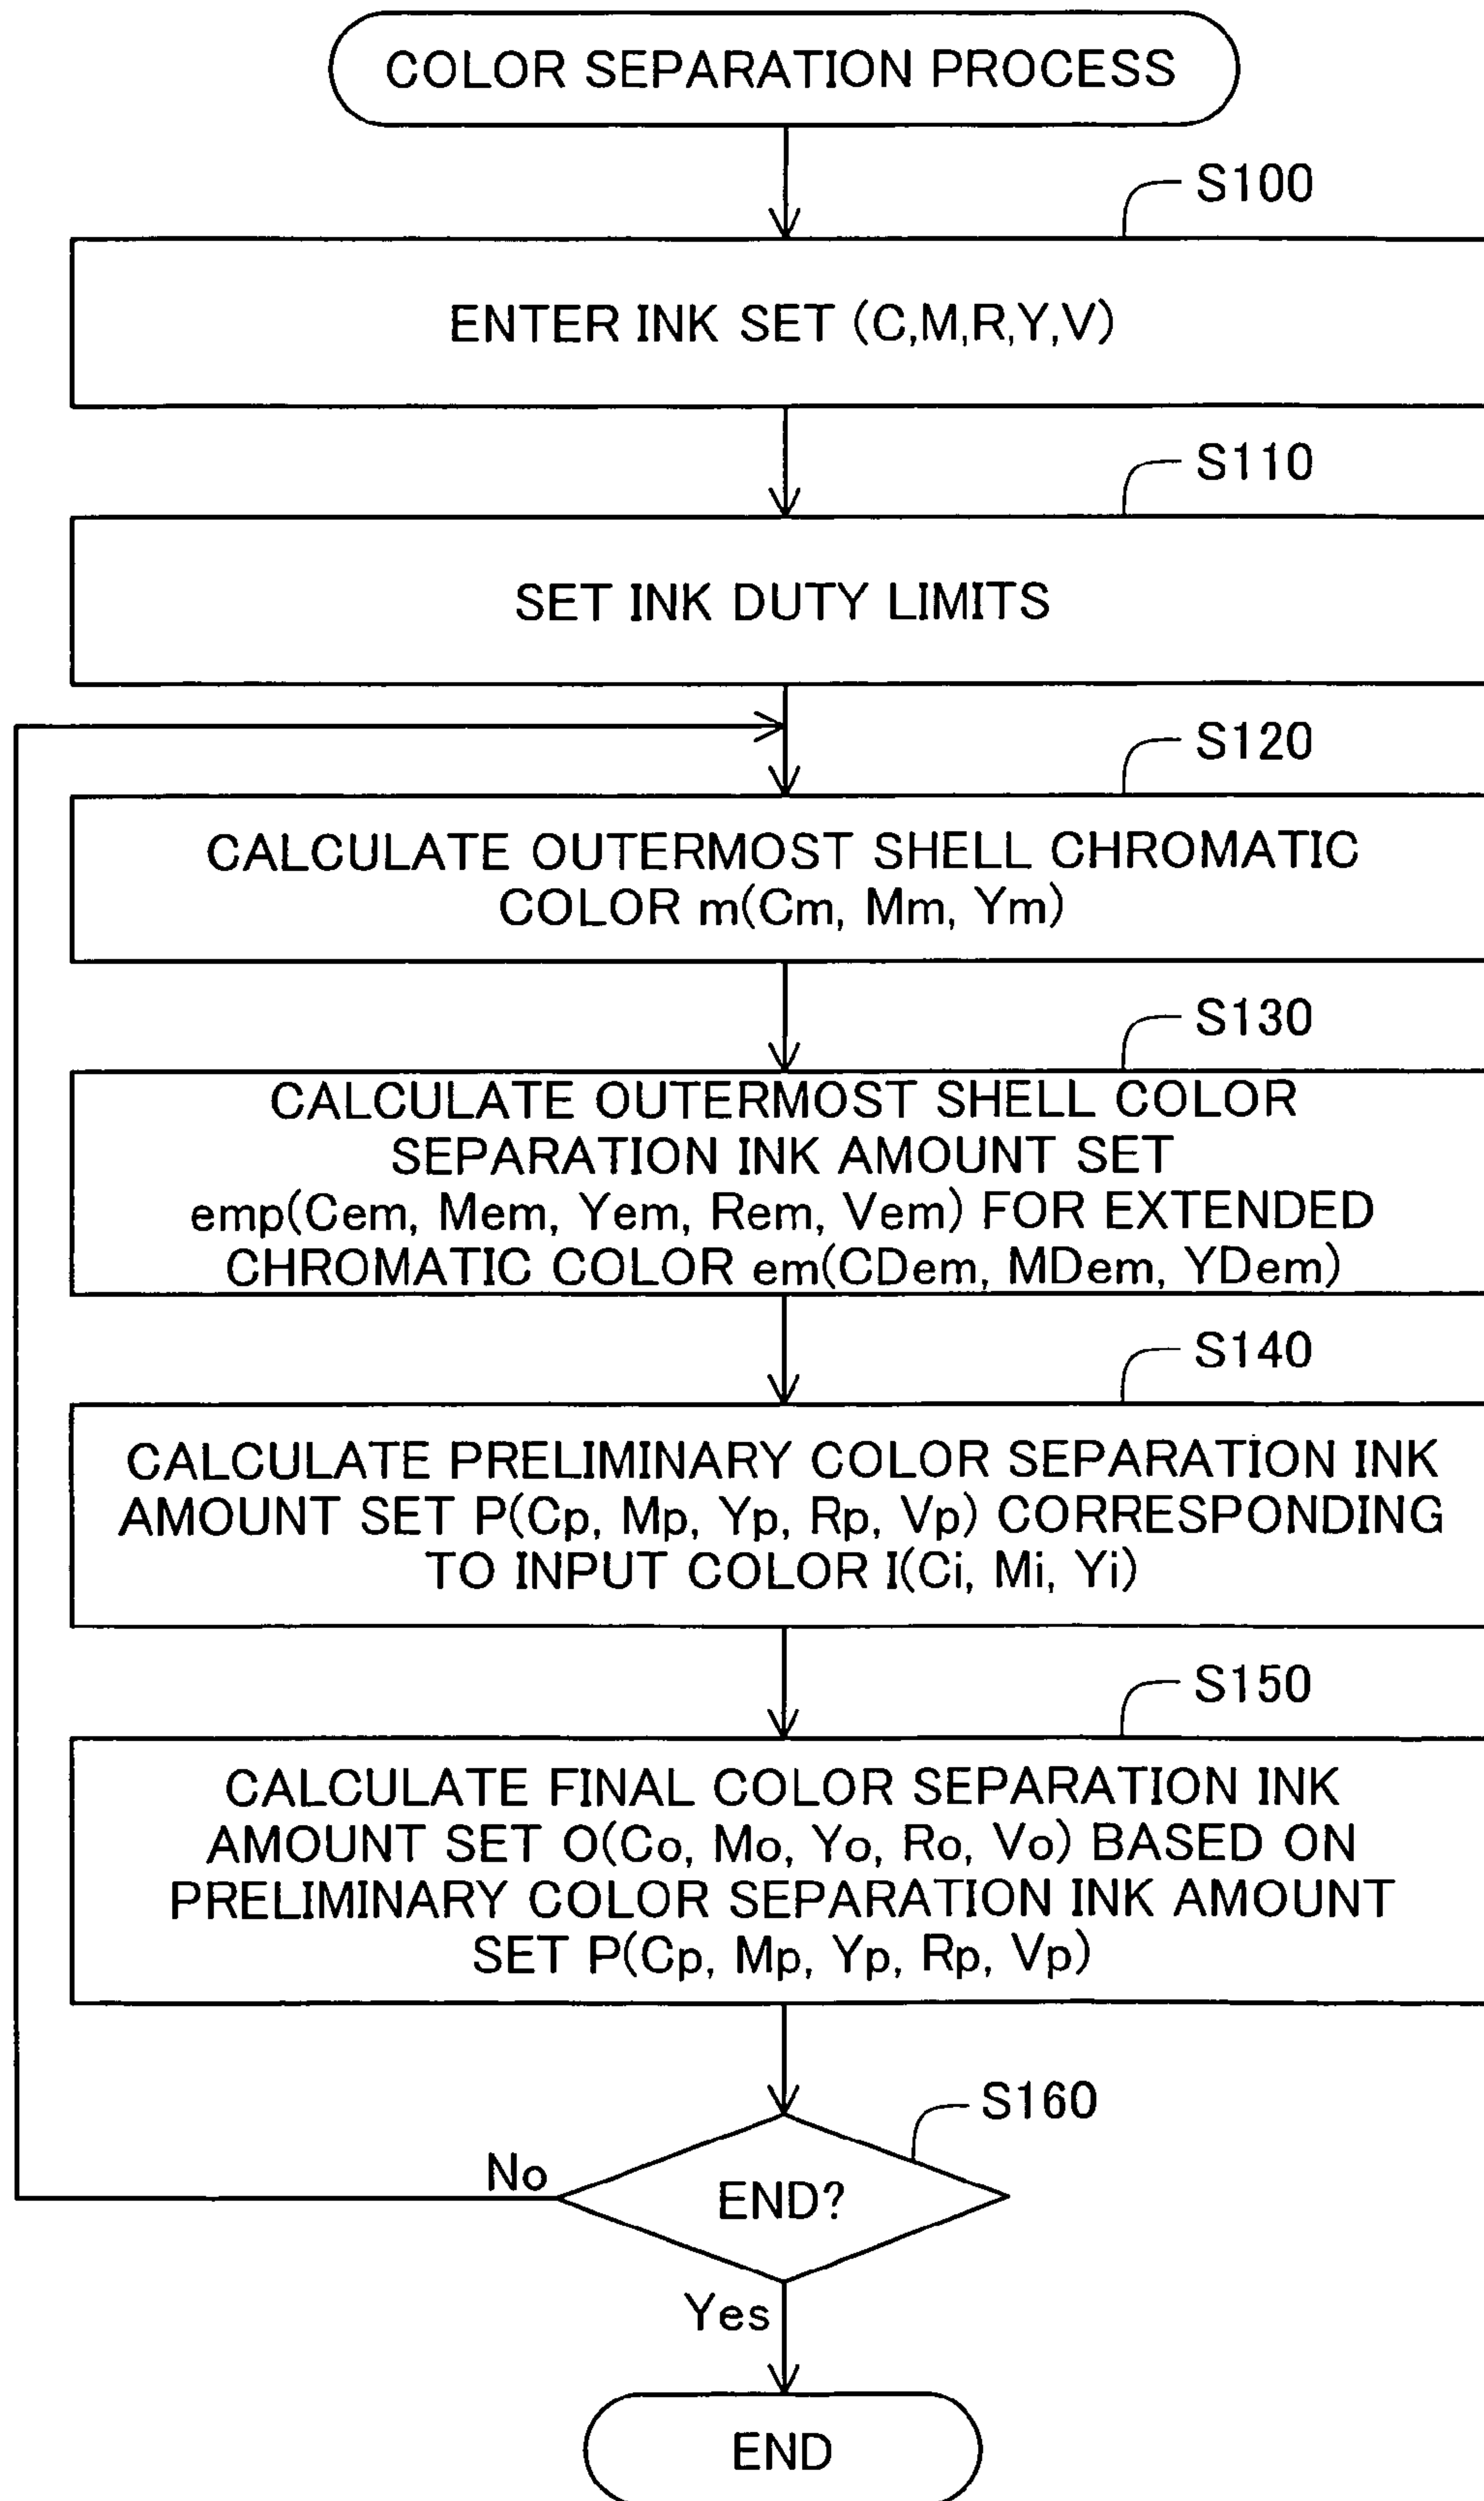 COLOR SEPARATION PROCESS
S100
ENTER INK SET (C,M,R,Y,V)
S110
SET INK DUTY LIMITS
S120
CALCULATE OUTERMOST SHELL CHROMATIC
COLOR m(Cm, Mm, Ym)
S130
CALCULATE OUTERMOST SHELL COLOR
SEPARATION INK AMOUNT SET
emp(Cem, Mem, Yem, Rem, Vem) FOR EXTENDED
CHROMATIC COLOR em(CDem, MDem, YDem)
S140
CALCULATE PRELIMINARY COLOR SEPARATION INK
AMOUNT SET P(Cp, Mp, Yp, Rp, Vp) CORRESPONDING
TO INPUT COLOR I(Ci, Mi, Yi)
S150
CALCULATE FINAL COLOR SEPARATION INK
AMOUNT SET O(Co, Mo, Yo, Ro, Vo) BASED ON
PRELIMINARY COLOR SEPARATION INK AMOUNT
SET P(Cp, Mp, Yp, Rp, Vp)
S160
No
END?
Yes
END